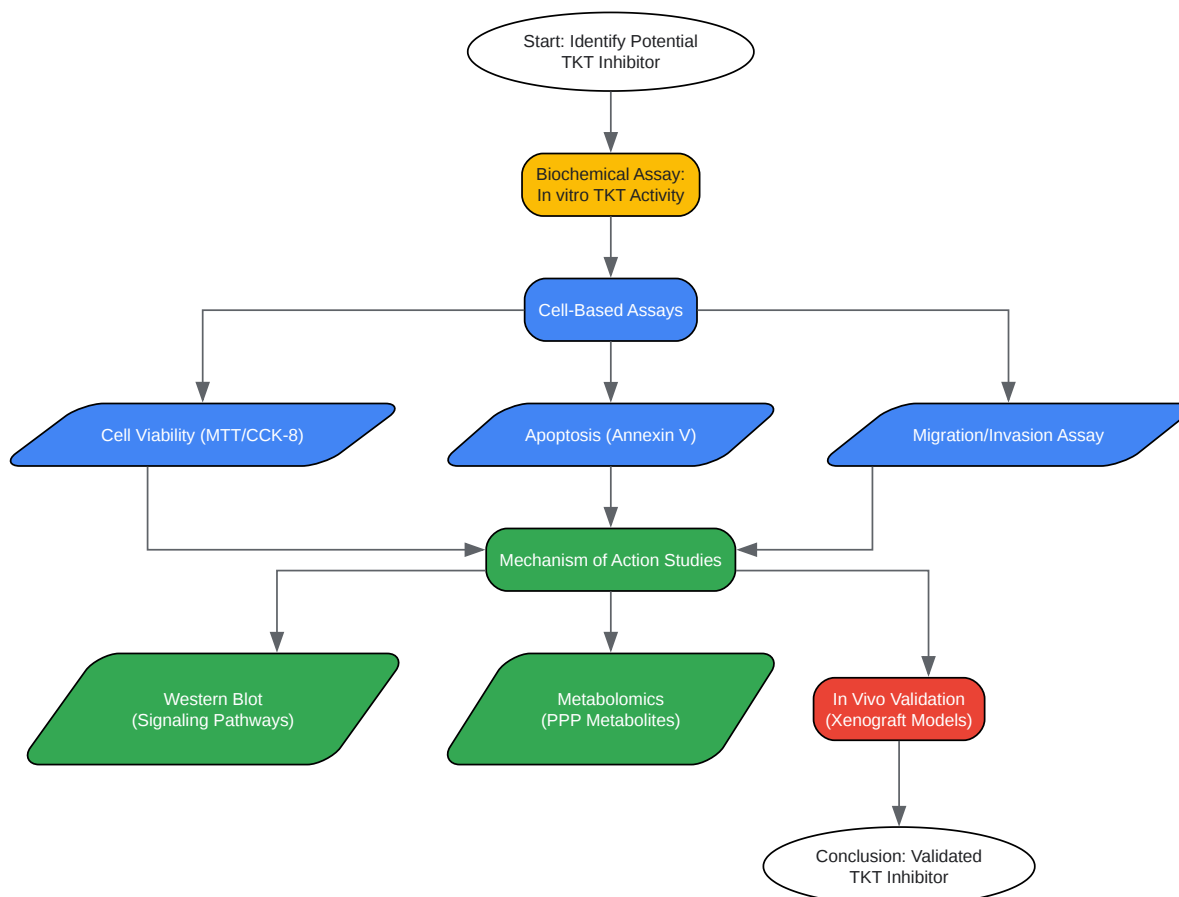 Start: Identify Potential
TKT Inhibitor
Biochemical Assay:
In vitro TKT Activity
Cell-Based Assays
Cell Viability (MTT/CCK-8)
Apoptosis (Annexin V)
Migration/Invasion Assay
Mechanism of Action Studies
Western Blot
(Signaling Pathways)
Metabolomics
(PPP Metabolites)
In Vivo Validation
(Xenograft Models)
Conclusion: Validated
TKT Inhibitor